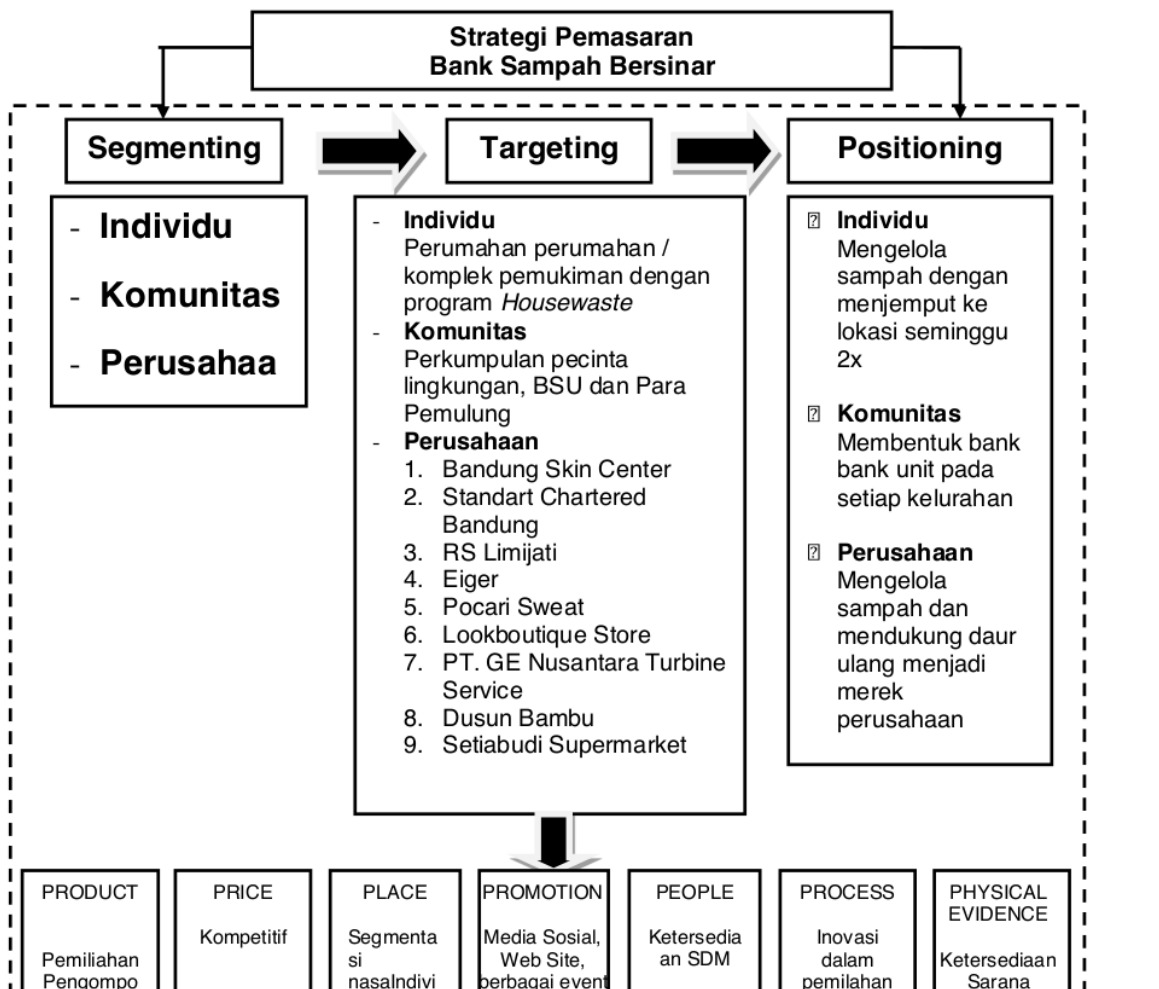 Strategi Pemasaran
Bank Sampah Bersinar
Segmenting
Targeting
Positioning
- Individu
- Komunitas
- Perusahaa
- Individu
Perumahan perumahan /
komplek pemukiman dengan
program Housewaste
- Komunitas
Perkumpulan pecinta
lingkungan, BSU dan Para
Pemulung
- Perusahaan
1. Bandung Skin Center
2. Standart Chartered
Bandung
3. RS Limijati
4. Eiger
5. Pocari Sweat
6. Lookboutique Store
7. PT. GE Nusantara Turbine
Service
8. Dusun Bambu
9. Setiabudi Supermarket
Individu
Mengelola
sampah dengan
menjemput ke
lokasi seminggu
2x
Komunitas
Membentuk bank
bank unit pada
setiap kelurahan
Perusahaan
Mengelola
sampah dan
mendukung daur
ulang menjadi
merek
perusahaan
PRODUCT
Pemiliahan
Pengompo
PRICE
Kompetitif
PLACE
Segmenta
si
nasaIndivi
PROMOTION
Media Sosial,
Web Site,
berbagai event
PEOPLE
Ketersedia
an SDM
PROCESS
Inovasi
dalam
pemilahan
PHYSICAL
EVIDENCE
Ketersediaan
Sarana